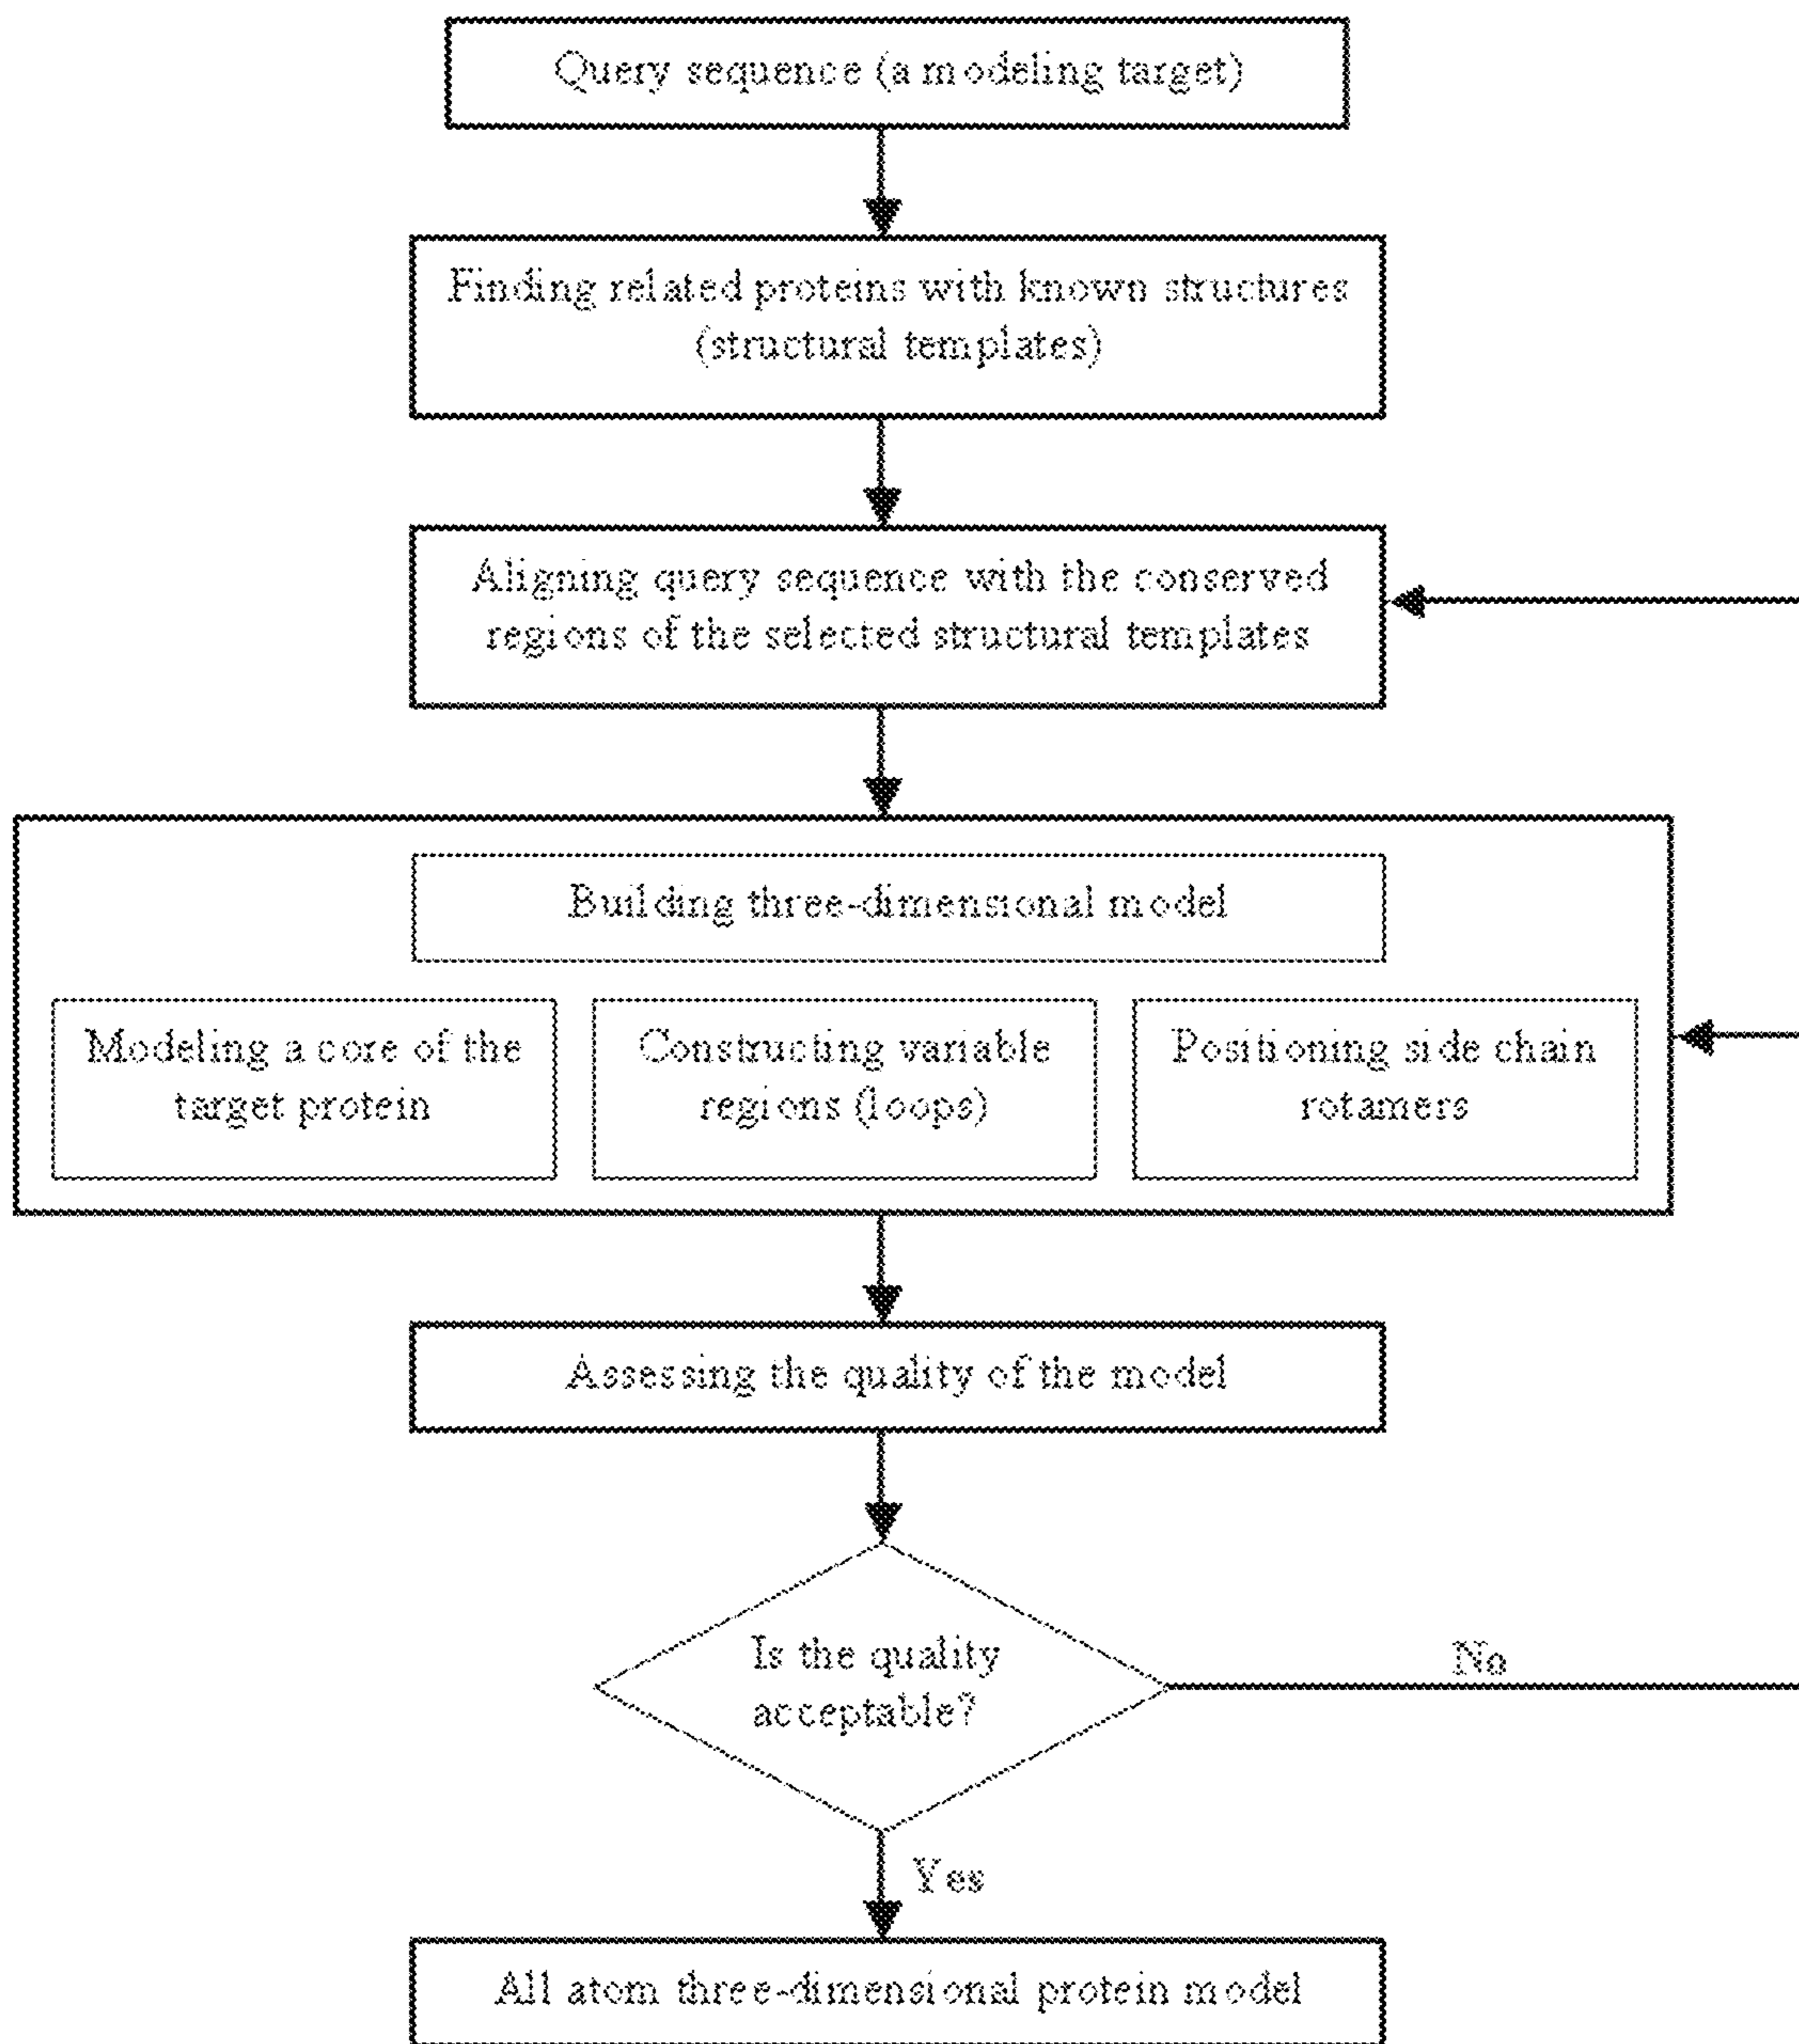 Query sequence (a modeling target)
Finding related proteins with known structures
(structural templates)
Aligning query sequence with the conserved
regions of the selected structural templates
Building three-dimensional model
Modeling a core of the
target protein
Constructing variable
regions (loops)
Positioning side chain
rotamers
Assessing the quality of the model
Is the quality
acceptable?
No
Yes
All atom three-dimensional protein model